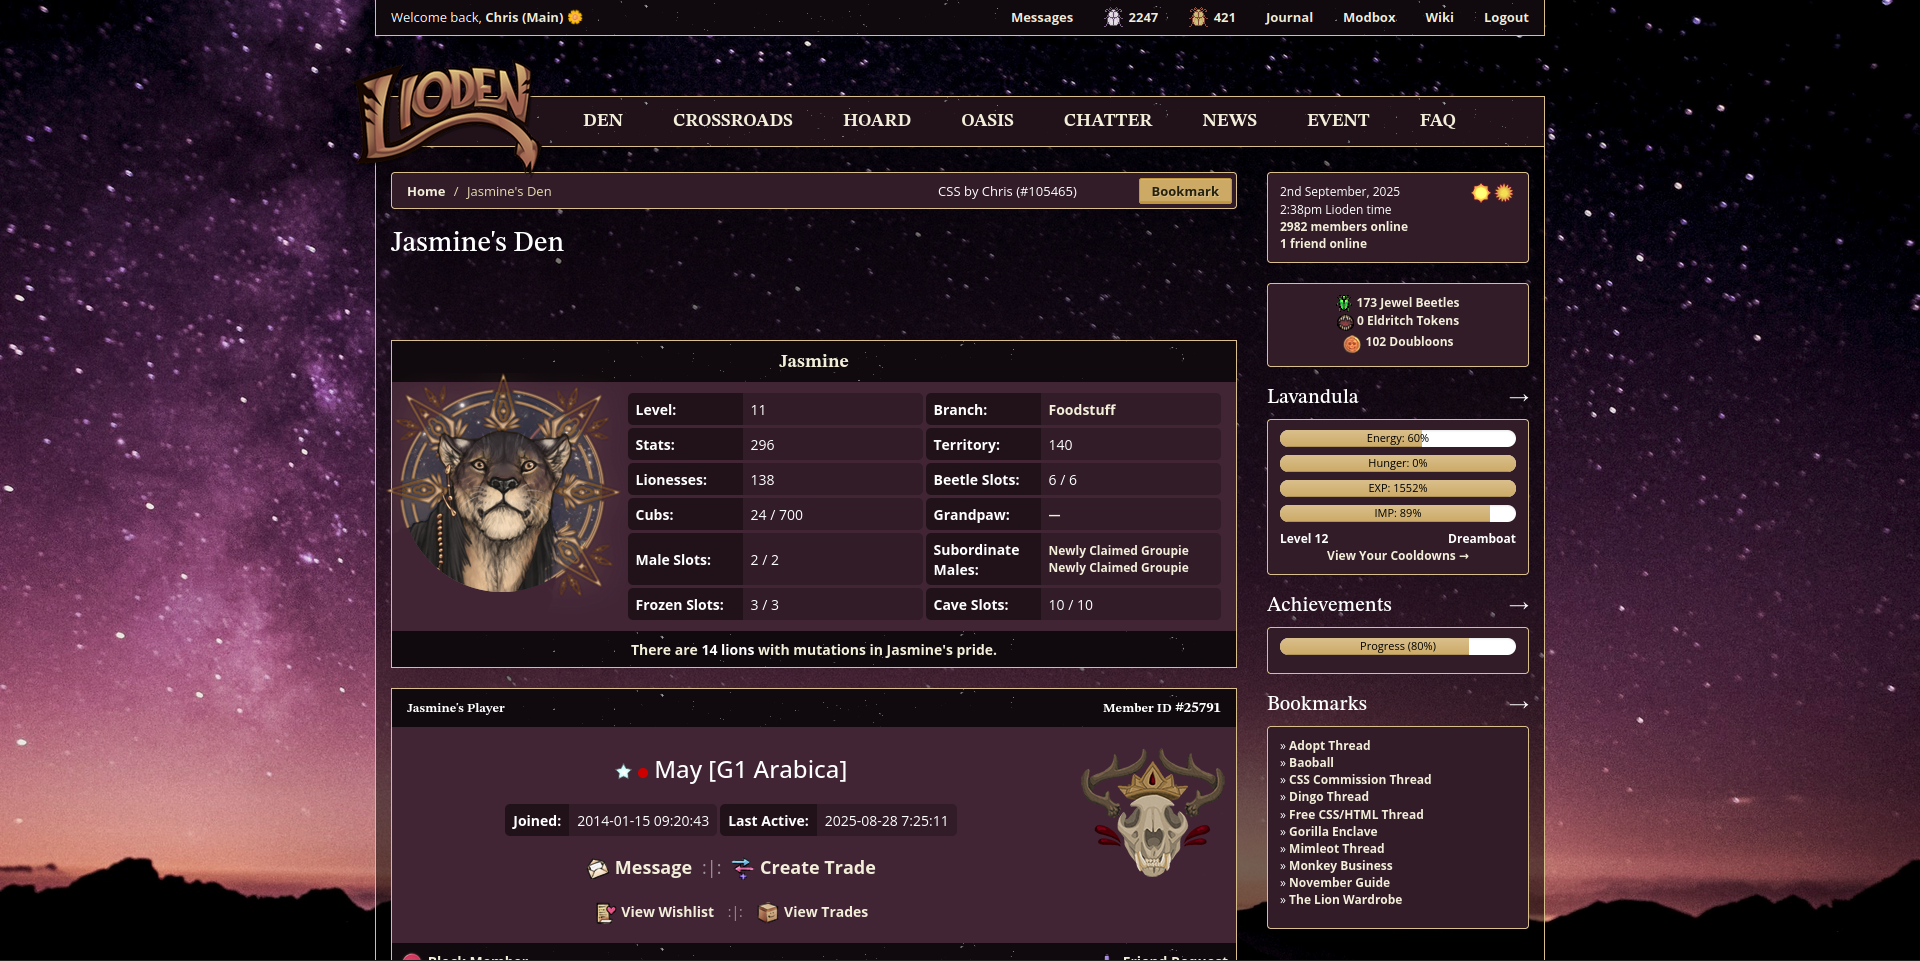 Welcome back, Chris (Main)
Messages 2247 421 Journal Modbox Wiki Logout
LIODEN
DEN CROSSROADS HOARD OASIS CHATTER NEWS EVENT FAQ
Home / Jasmine's Den CSS by Chris (#105465) Bookmark
Jasmine's Den
Jasmine
Level: 11 Branch: Foodstuff
Stats: 296 Territory: 140
Lionesses: 138 Beetle Slots: 6 / 6
Cubs: 24 / 700 Grandpaw: —
Male Slots: 2 / 2 Subordinate Males: Newly Claimed Groupie
Newly Claimed Groupie
Frozen Slots: 3 / 3 Cave Slots: 10 / 10
There are 14 lions with mutations in Jasmine's pride.
Jasmine's Player Member ID #25791
May [G1 Arabica]
Joined: 2014-01-15 09:20:43 Last Active: 2025-08-28 7:25:11
Message :|: Create Trade
View Wishlist :|: View Trades
Block Member Friend Request
2nd September, 2025
2:38pm Lioden time
2982 members online
1 friend online
173 Jewel Beetles
0 Eldritch Tokens
102 Doubloons
Lavandula →
Energy: 60%
Hunger: 0%
EXP: 1552%
IMP: 89%
Level 12 Dreamboat
View Your Cooldowns →
Achievements →
Progress (80%)
Bookmarks →
» Adopt Thread
» Baoball
» CSS Commission Thread
» Dingo Thread
» Free CSS/HTML Thread
» Gorilla Enclave
» Mimleot Thread
» Monkey Business
» November Guide
» The Lion Wardrobe